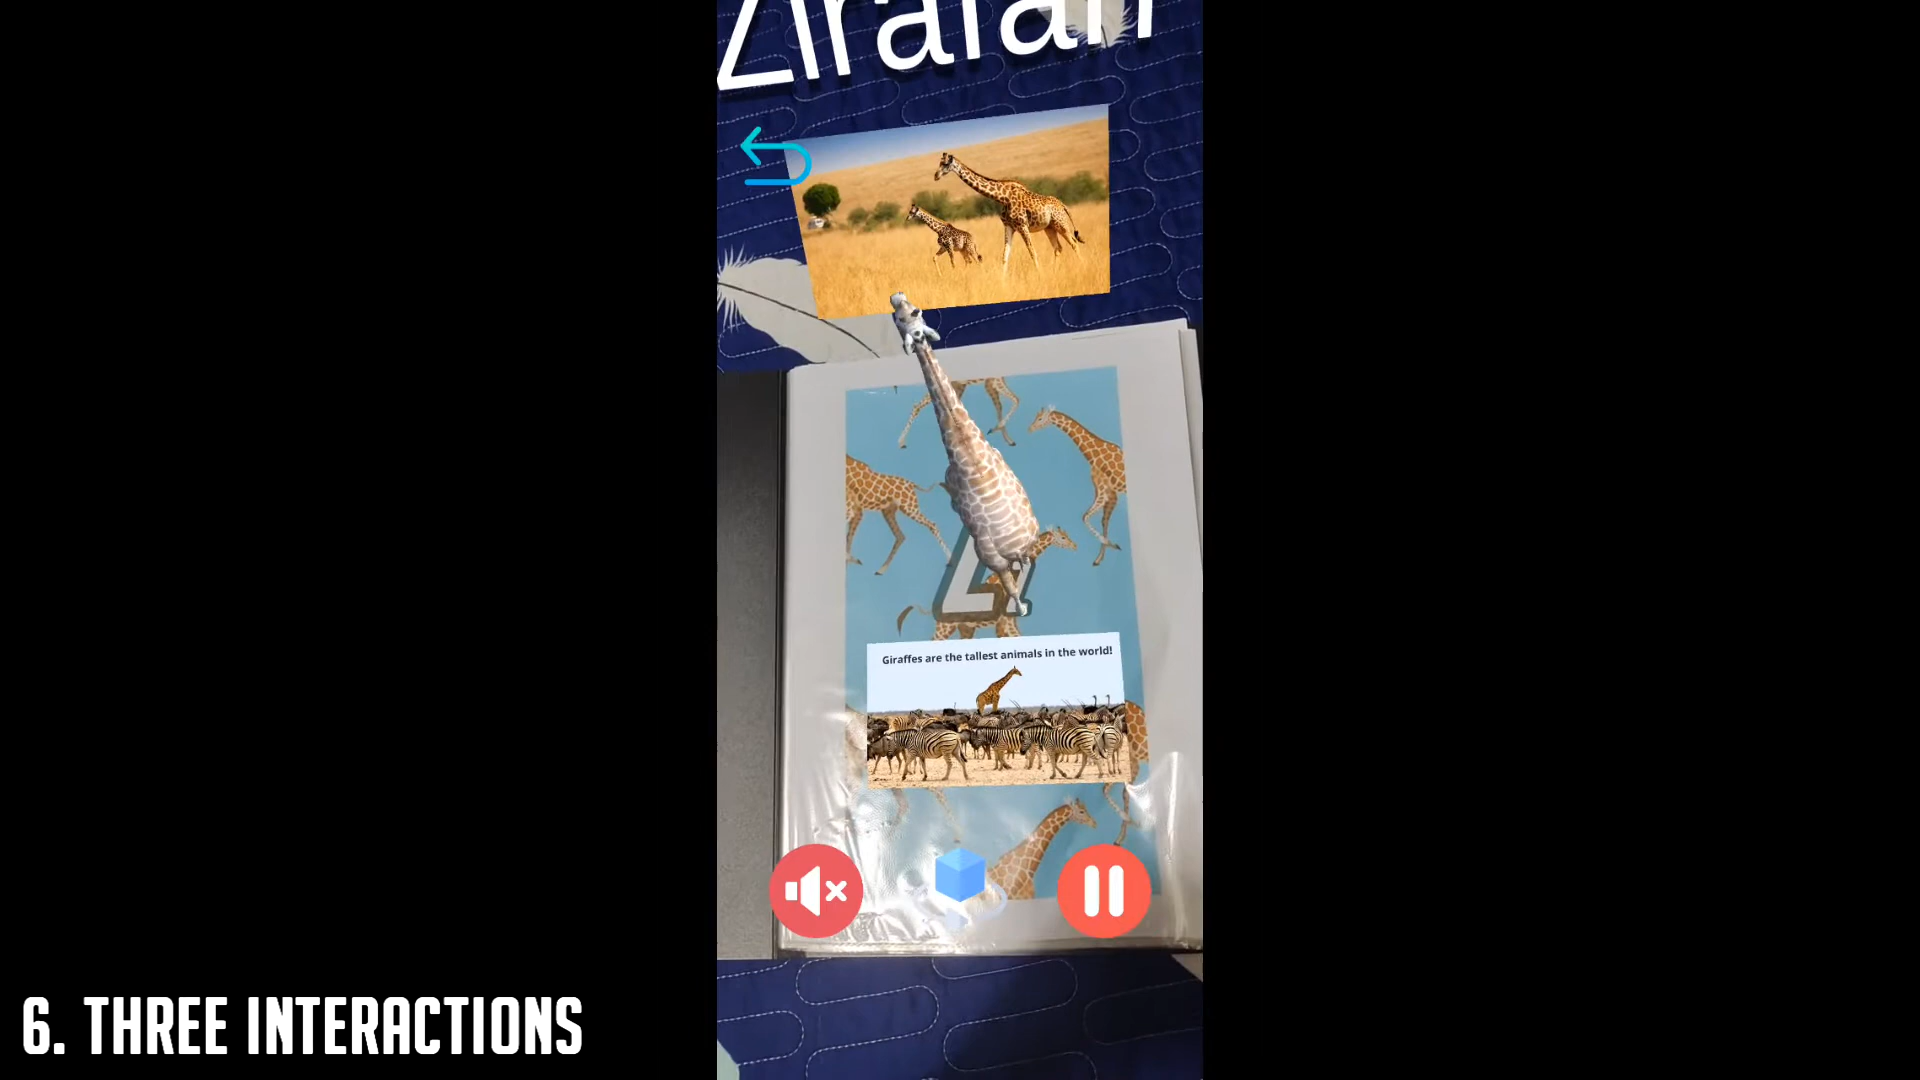 Zirafah
Giraffes are the tallest animals in the world!
6. THREE INTERACTIONS